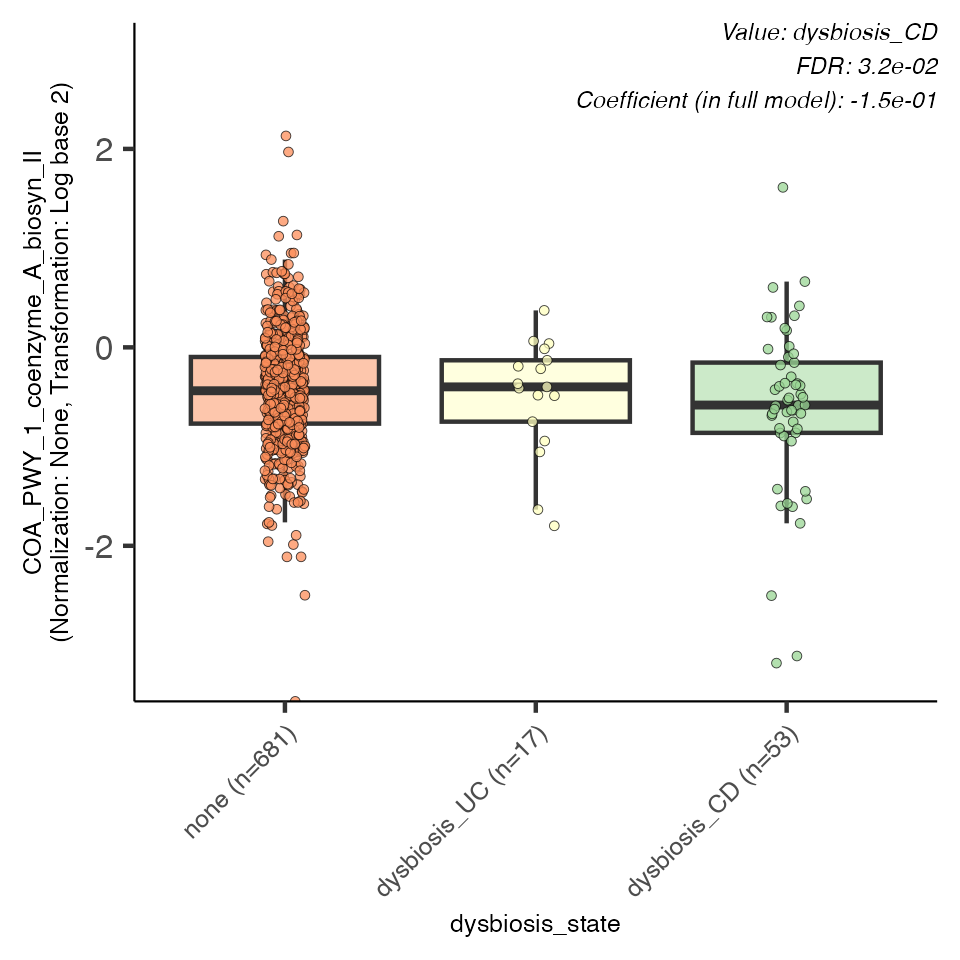 Value: dysbiosis_CD
FDR: 3.2e-02
Coefficient (in full model): -1.5e-01
COA_PWY_1_coenzyme_A_biosyn_II
(Normalization: None, Transformation: Log base 2)
2
0
-2
none (n=681)
dysbiosis_UC (n=17)
dysbiosis_CD (n=53)
dysbiosis_state